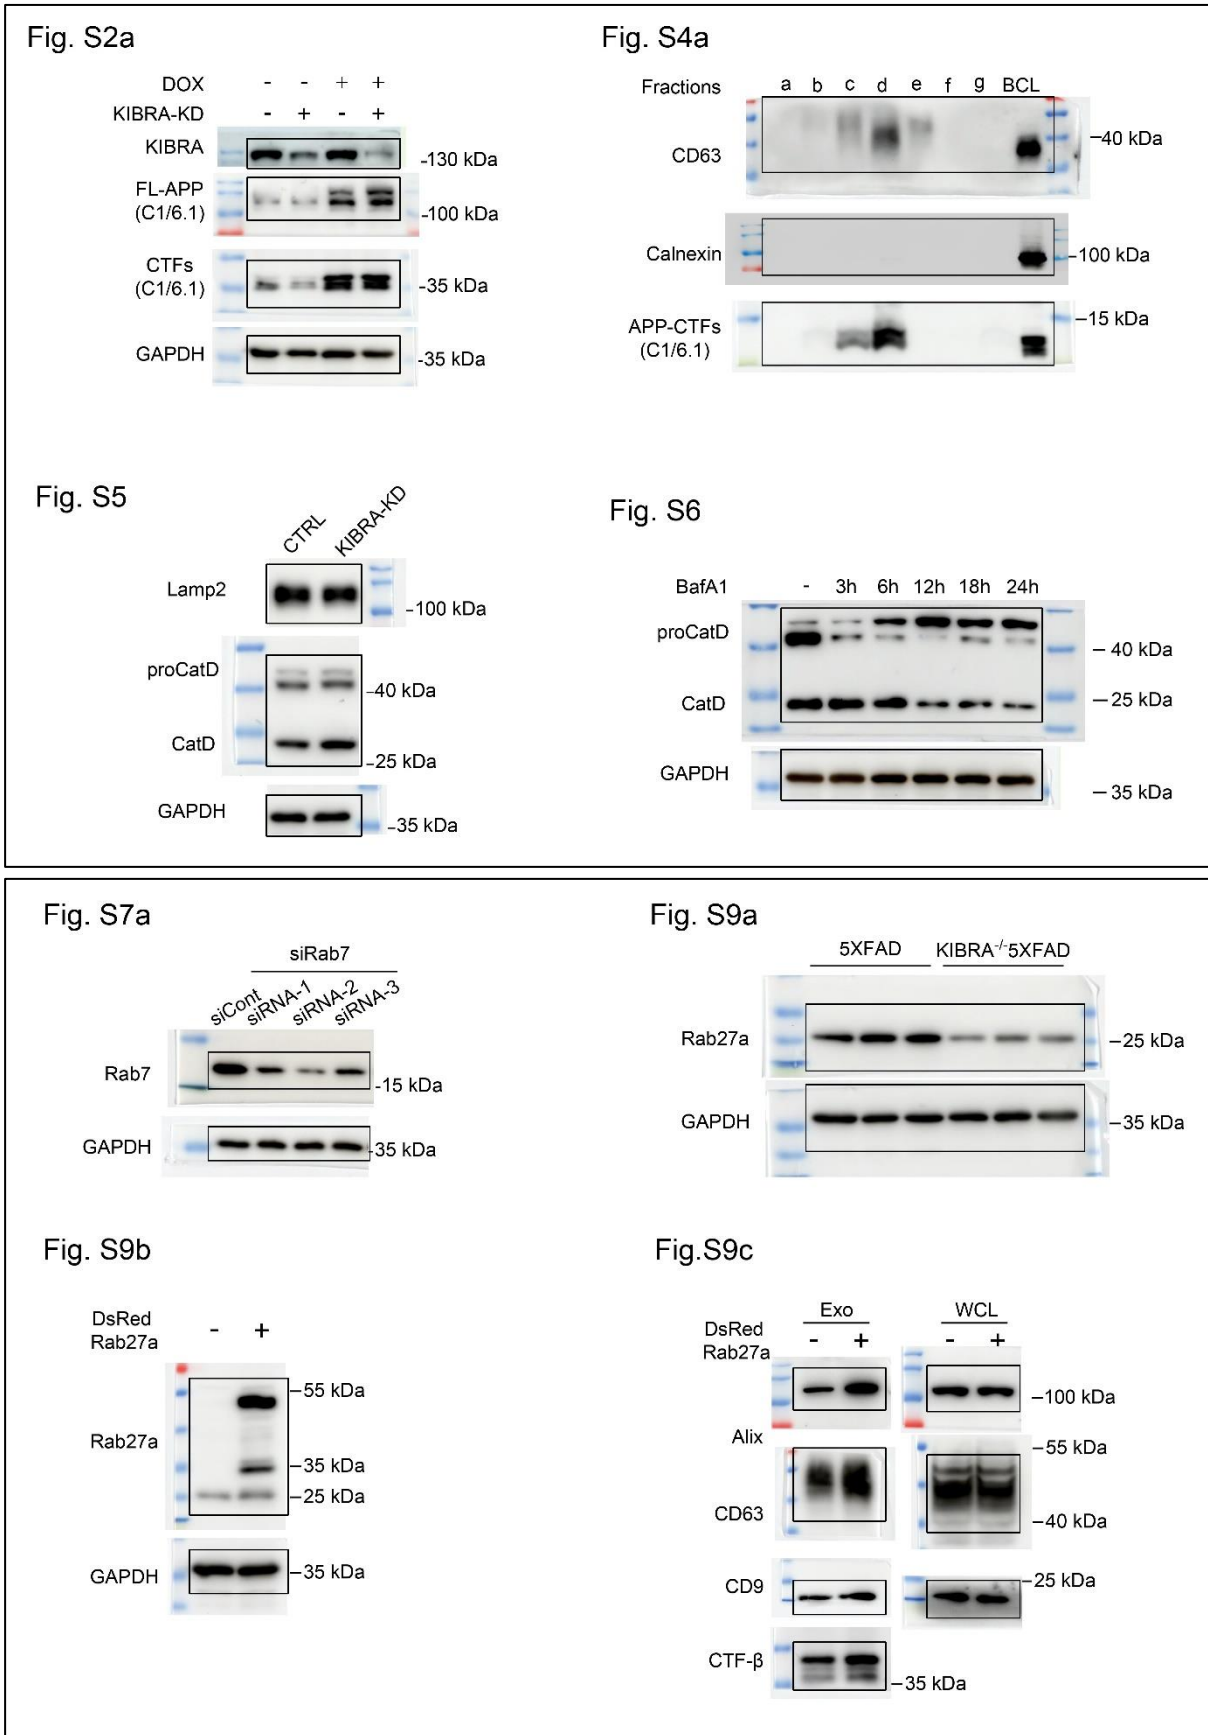 Fig. S2a
DOX - - + +
KIBRA-KD - + - +
KIBRA
-130 kDa
FL-APP
(C1/6.1)
-100 kDa
CTFs
(C1/6.1)
-35 kDa
GAPDH
-35 kDa
Fig. S4a
Fractions a b c d e f g BCL
CD63
-40 kDa
Calnexin
-100 kDa
APP-CTFs
(C1/6.1)
-15 kDa
Fig. S5
CTRL KIBRA-KD
Lamp2
-100 kDa
proCatD
-40 kDa
CatD
-25 kDa
GAPDH
-35 kDa
Fig. S6
BafA1 - 3h 6h 12h 18h 24h
proCatD
– 40 kDa
CatD
– 25 kDa
GAPDH
– 35 kDa
Fig. S7a
siRab7
siCont siRNA-1 siRNA-2 siRNA-3
Rab7
-15 kDa
GAPDH
-35 kDa
Fig. S9a
5XFAD KIBRA-/-5XFAD
Rab27a
–25 kDa
GAPDH
–35 kDa
Fig. S9b
DsRed
Rab27a - +
–55 kDa
Rab27a
–35 kDa
–25 kDa
GAPDH
–35 kDa
Fig.S9c
Exo WCL
DsRed
Rab27a - + - +
–100 kDa
Alix
–55 kDa
CD63
–40 kDa
–25 kDa
CD9
CTF-β
–35 kDa